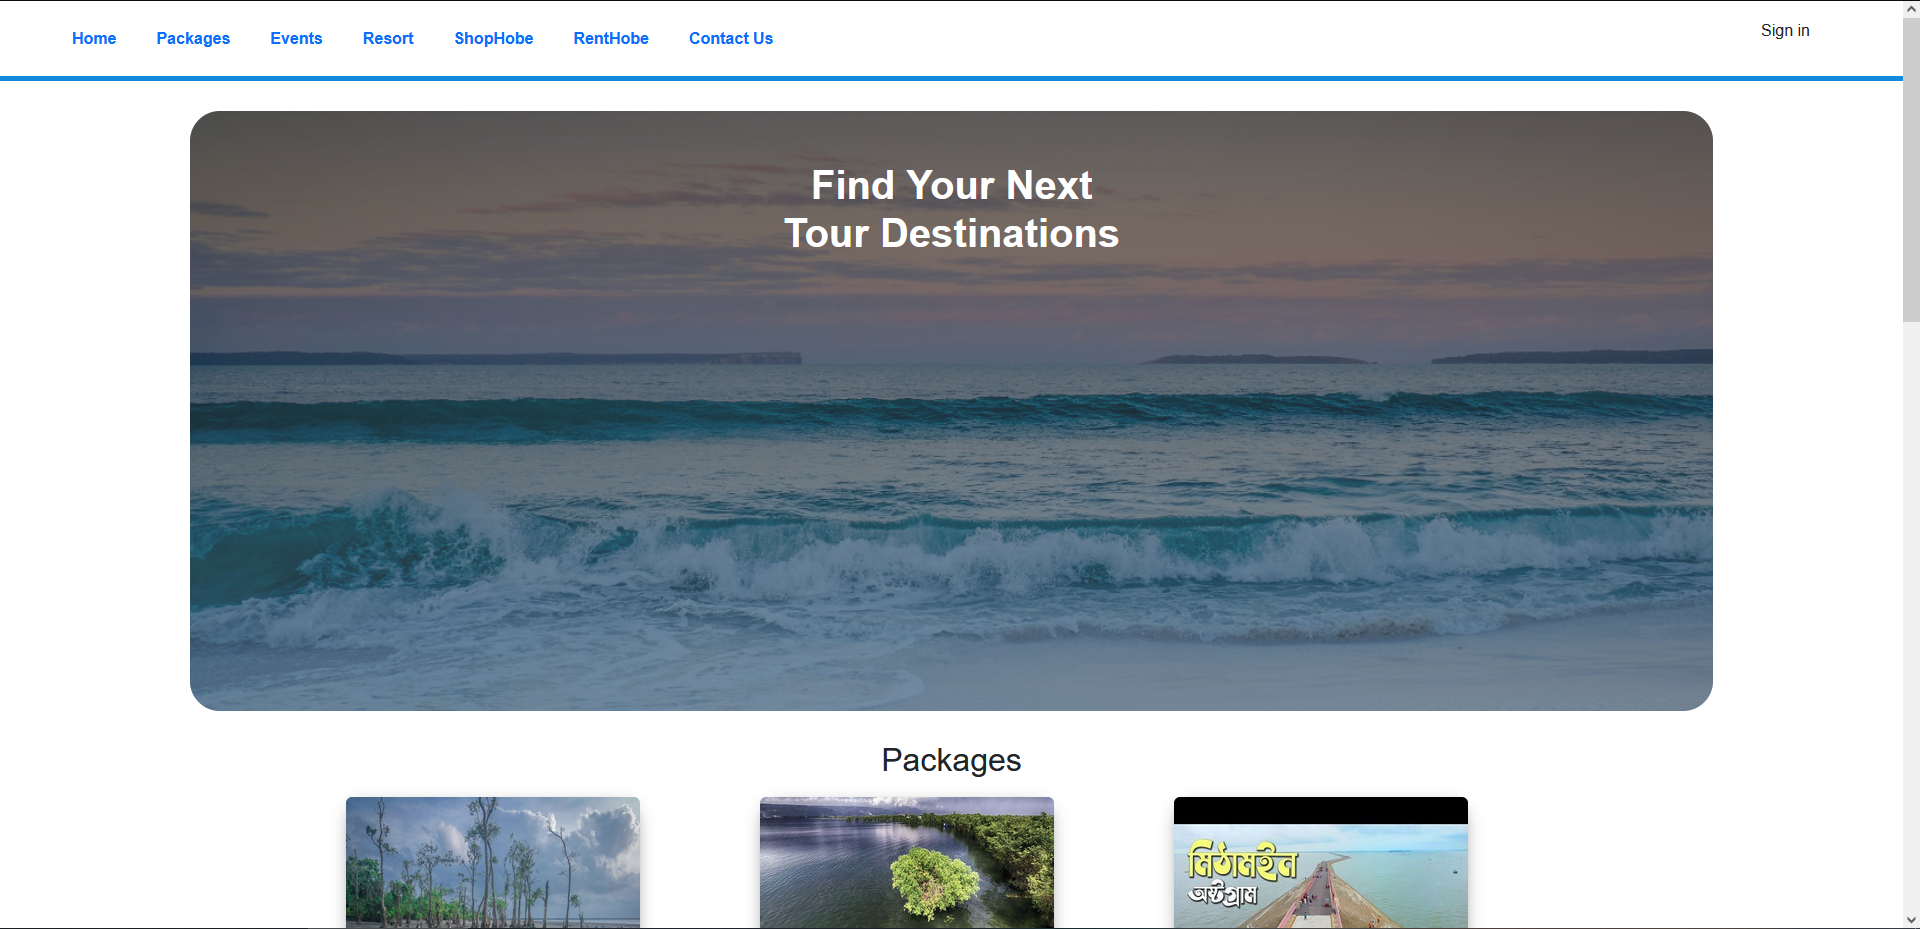 Home Packages Events Resort ShopHobe RentHobe Contact Us Sign in
Find Your Next
Tour Destinations
Packages
মিঠামইন
অষ্টগ্রাম